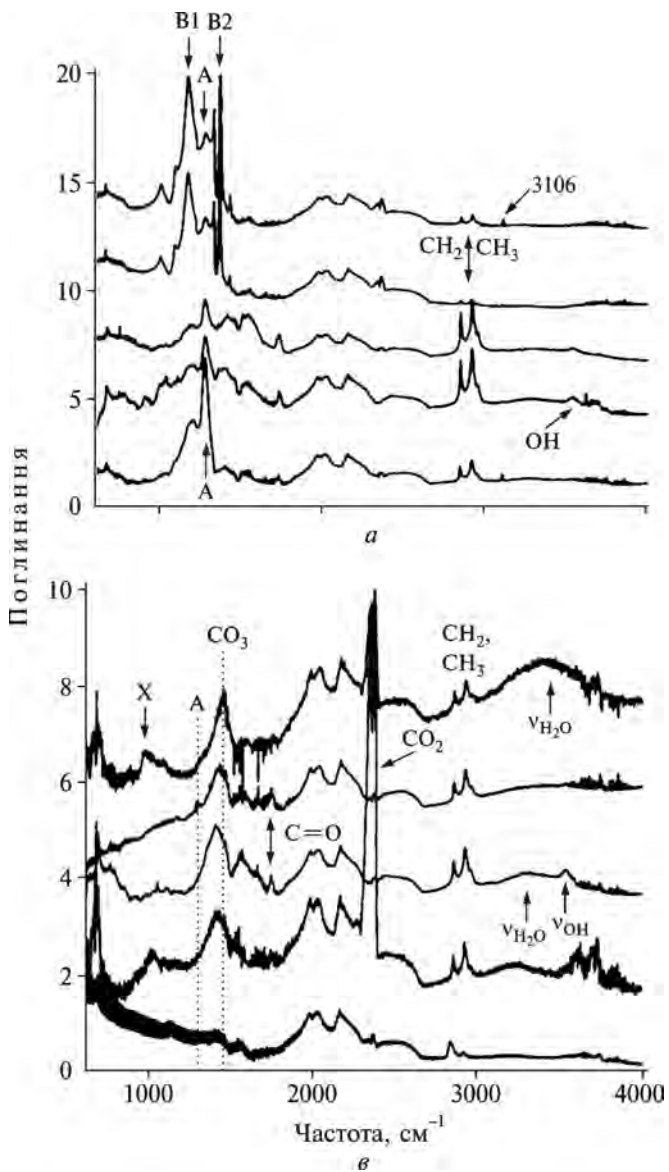 B1 B2
A
20
15
3106
CH₂ CH₃
10
5
OH
0
A
а
Поглинання
10
CO₃
CH₂,
CH₃
8
X
A
νH₂O
CO₂
6
C=O
4
νH₂O νOH
2
0
1000 2000 3000 4000
Частота, см⁻¹
в